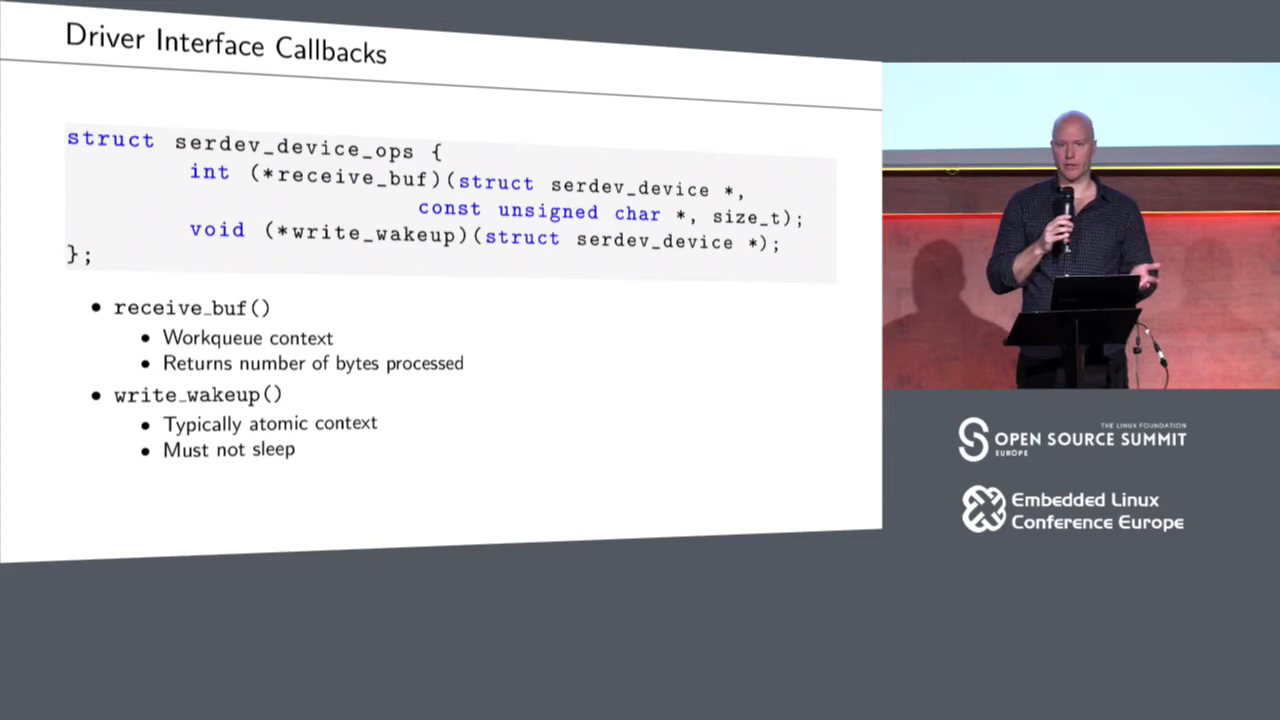 Driver Interface Callbacks
struct serdev_device_ops {
int (*receive_buf)(struct serdev_device *,
const unsigned char *, size_t);
void (*write_wakeup)(struct serdev_device *);
};
• receive_buf()
• Workqueue context
• Returns number of bytes processed
• write_wakeup()
• Typically atomic context
• Must not sleep
THE LINUX FOUNDATION
OPEN SOURCE SUMMIT
EUROPE
Embedded Linux
Conference Europe